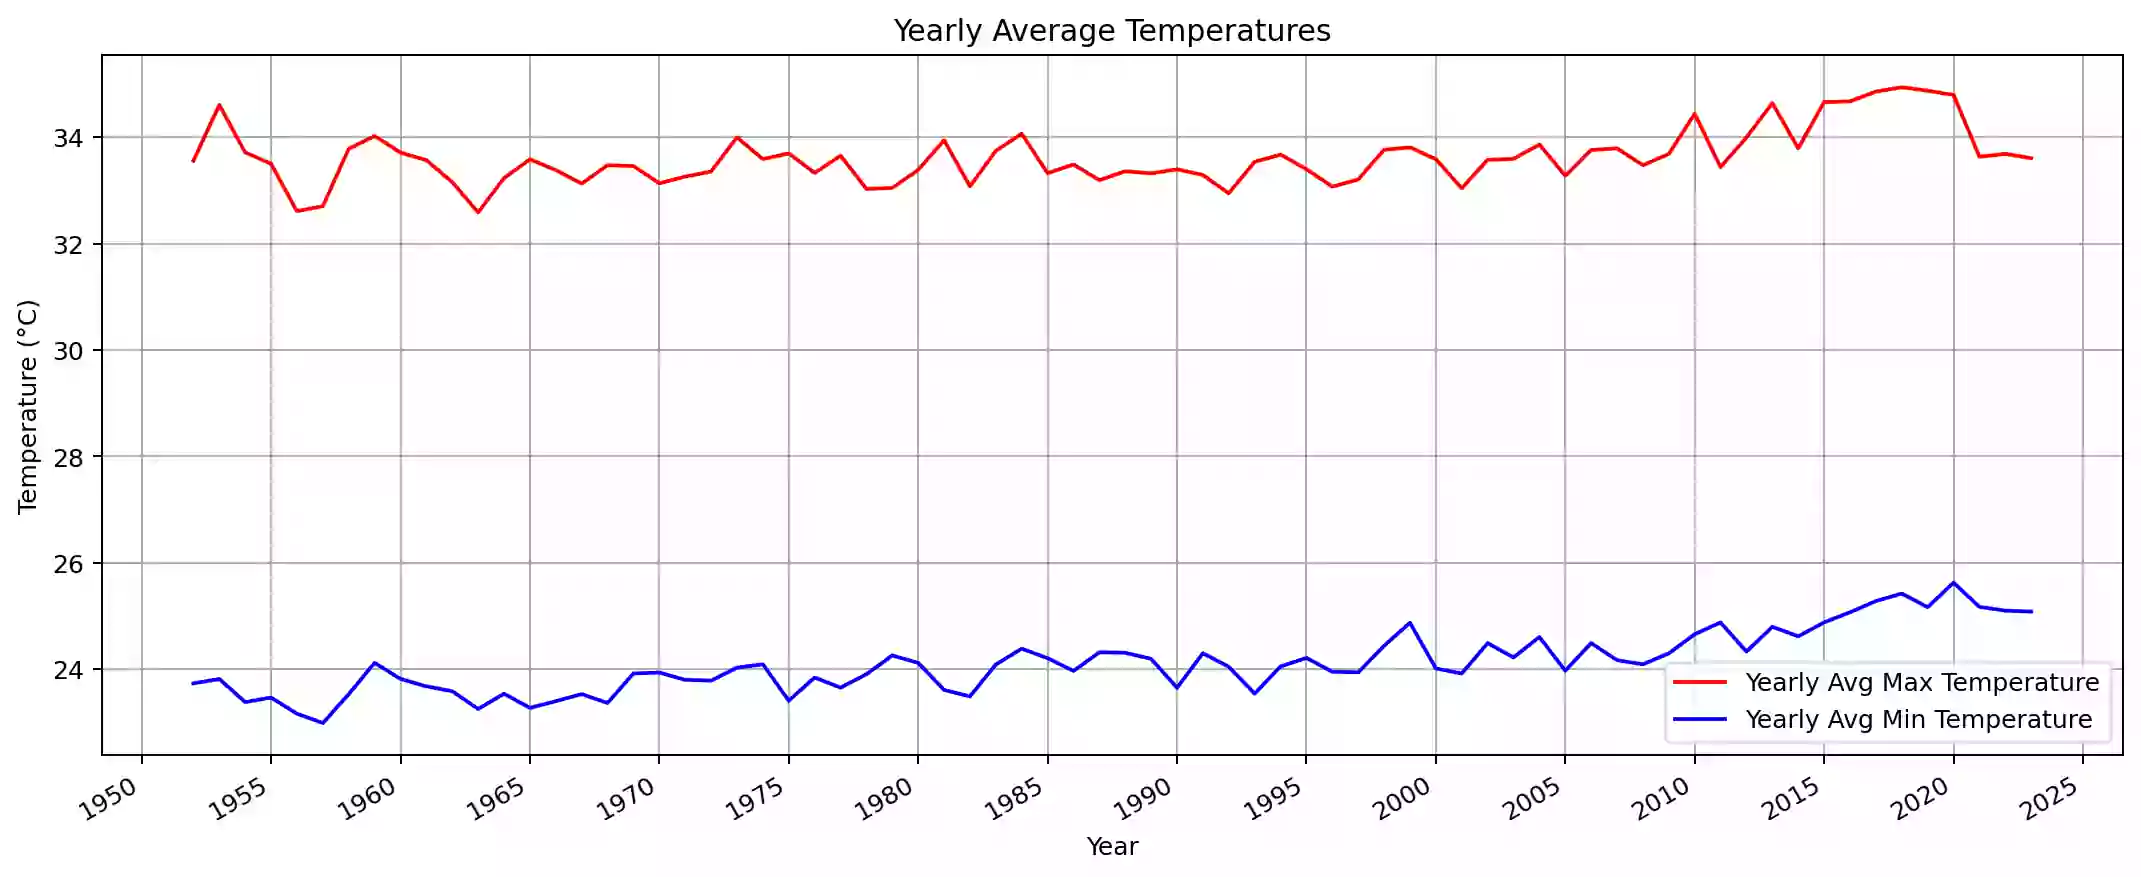 Yearly Average Temperatures
Temperature (°C)
34
32
30
28
26
24
Yearly Avg Max Temperature
Yearly Avg Min Temperature
1950 1955 1960 1965 1970 1975 1980 1985 1990 1995 2000 2005 2010 2015 2020 2025
Year